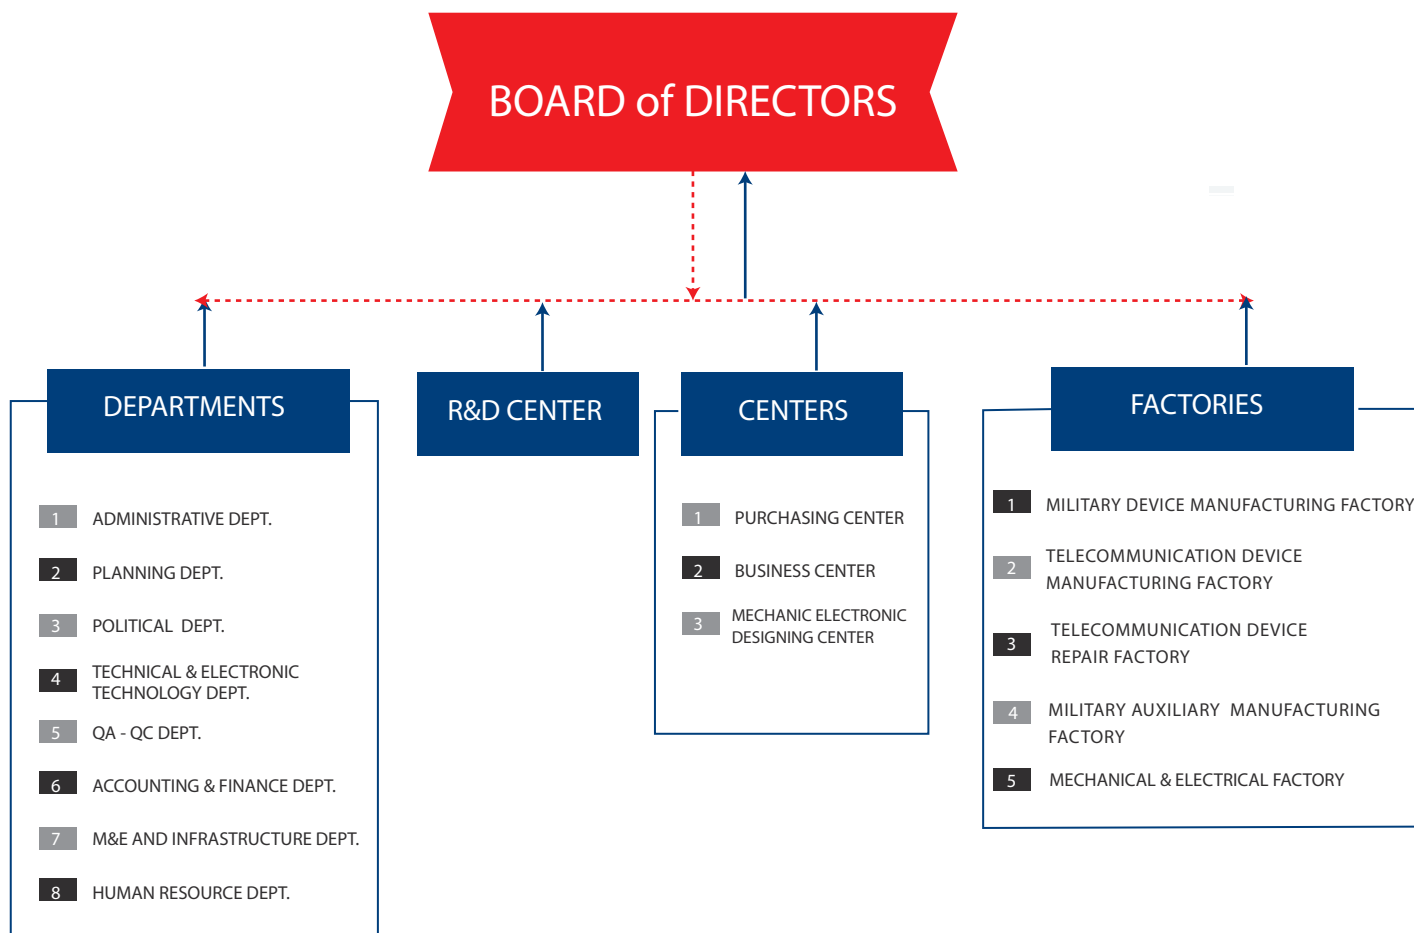 BOARD of DIRECTORS
DEPARTMENTS
1 ADMINISTRATIVE DEPT.
2 PLANNING DEPT.
3 POLITICAL DEPT.
4 TECHNICAL & ELECTRONIC
TECHNOLOGY DEPT.
5 QA - QC DEPT.
6 ACCOUNTING & FINANCE DEPT.
7 M&E AND INFRASTRUCTURE DEPT.
8 HUMAN RESOURCE DEPT.
R&D CENTER
CENTERS
1 PURCHASING CENTER
2 BUSINESS CENTER
3 MECHANIC ELECTRONIC
DESIGNING CENTER
FACTORIES
1 MILITARY DEVICE MANUFACTURING FACTORY
2 TELECOMMUNICATION DEVICE
MANUFACTURING FACTORY
3 TELECOMMUNICATION DEVICE
REPAIR FACTORY
4 MILITARY AUXILIARY MANUFACTURING
FACTORY
5 MECHANICAL & ELECTRICAL FACTORY